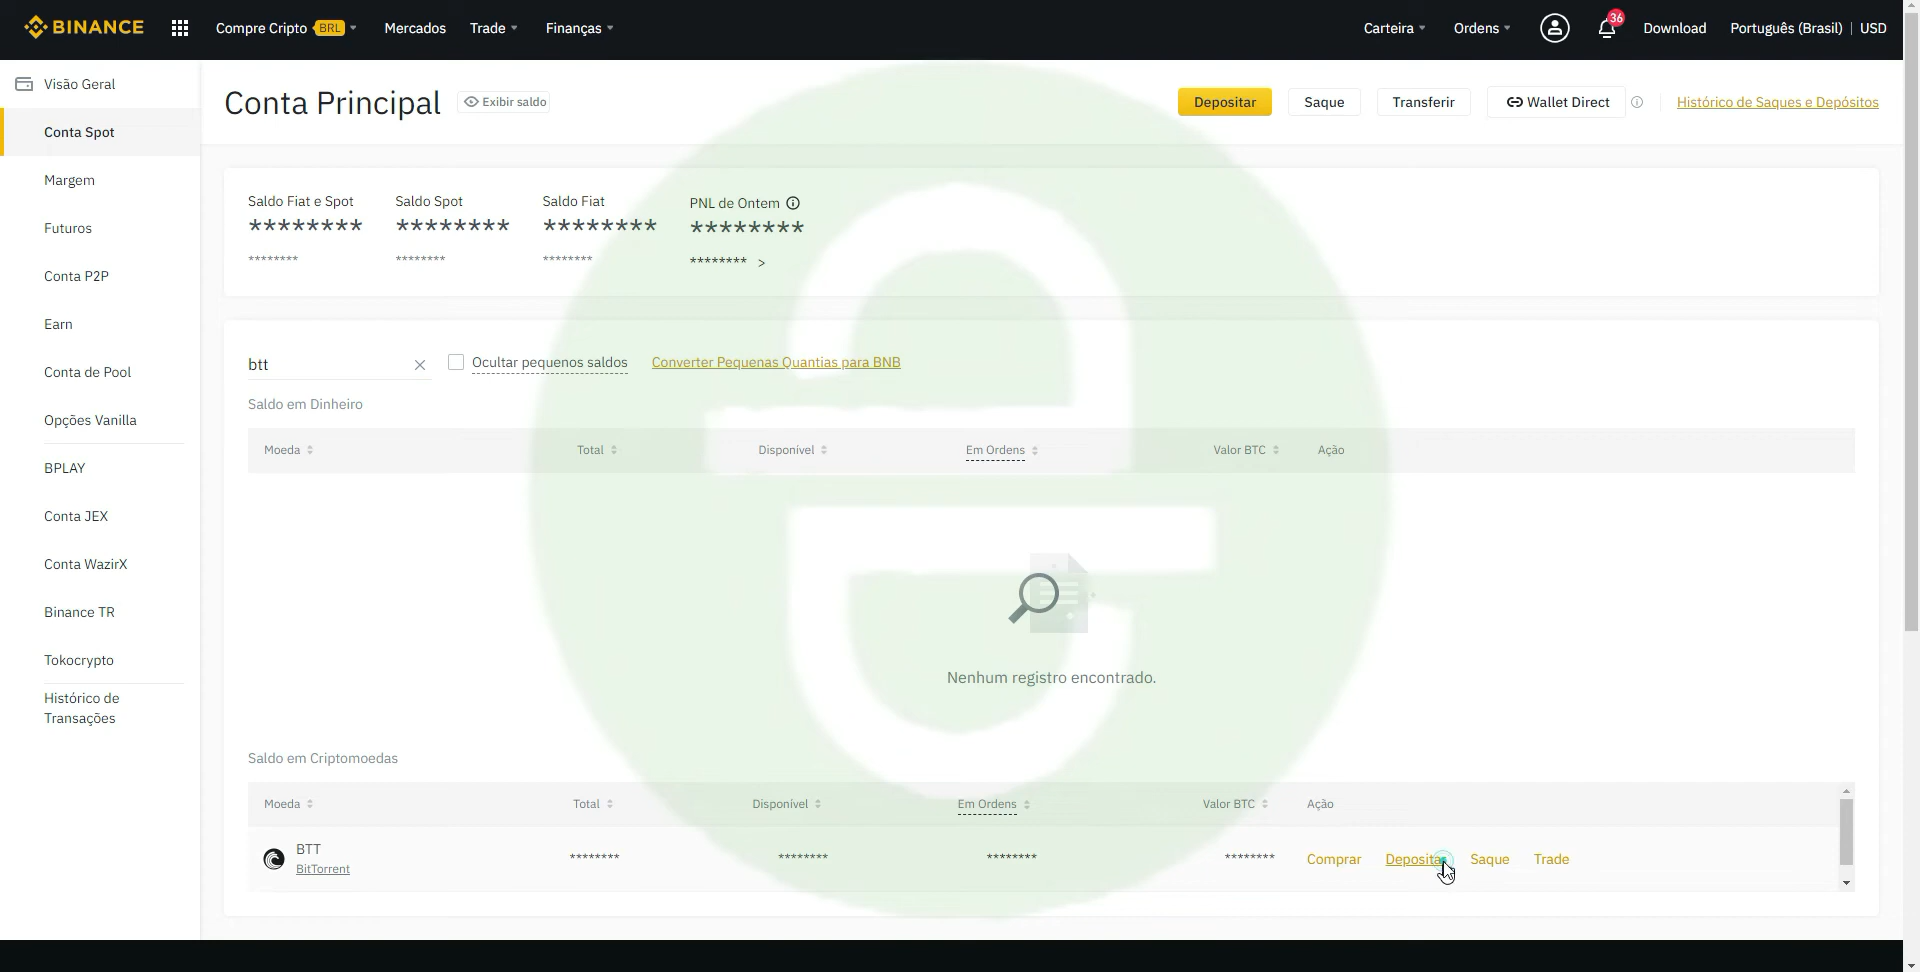 BINANCE
Compre Cripto BRL
Mercados
Trade
Finanças
Carteira
Ordens
36
Download
Português (Brasil)
USD
Visão Geral
Conta Spot
Margem
Futuros
Conta P2P
Earn
Conta de Pool
Opções Vanilla
BPLAY
Conta JEX
Conta WazirX
Binance TR
Tokocrypto
Histórico de
Transações
Conta Principal
Exibir saldo
Depositar
Saque
Transferir
Wallet Direct
Histórico de Saques e Depósitos
Saldo Fiat e Spot
********
********
Saldo Spot
********
********
Saldo Fiat
********
********
PNL de Ontem
********
******** >
btt
Ocultar pequenos saldos
Converter Pequenas Quantias para BNB
Saldo em Dinheiro
Moeda Total Disponivel Em Ordens Valor BTC Ação
Nenhum registro encontrado.
Saldo em Criptomoedas
Moeda Total Disponível Em Ordens Valor BTC Ação
BTT
BitTorrent
******** ******** ******** ********
Comprar Depositar Saque Trade